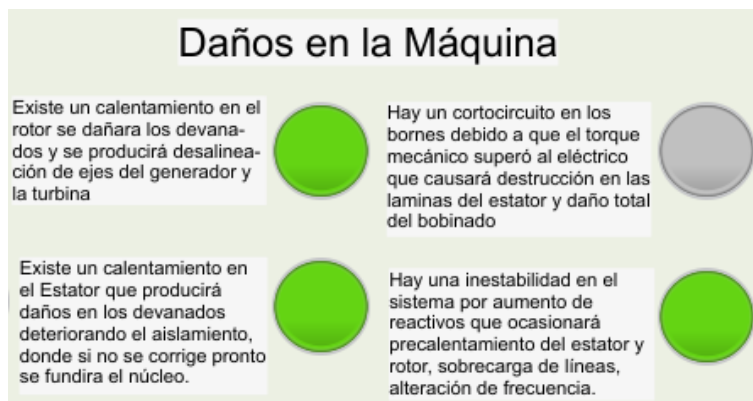 Daños en la Máquina
Existe un calentamiento en el
rotor se dañara los devana-
dos y se producirá desalinea-
ción de ejes del generador y
la turbina
Hay un cortocircuito en los
bornes debido a que el torque
mecánico superó al eléctrico
que causará destrucción en las
laminas del estator y daño total
del bobinado
Existe un calentamiento en
el Estator que producirá
daños en los devanados
deteriorando el aislamiento,
donde si no se corrige pronto
se fundira el núcleo.
Hay una inestabilidad en el
sistema por aumento de
reactivos que ocasionará
precalentamiento del estator y
rotor, sobrecarga de líneas,
alteración de frecuencia.